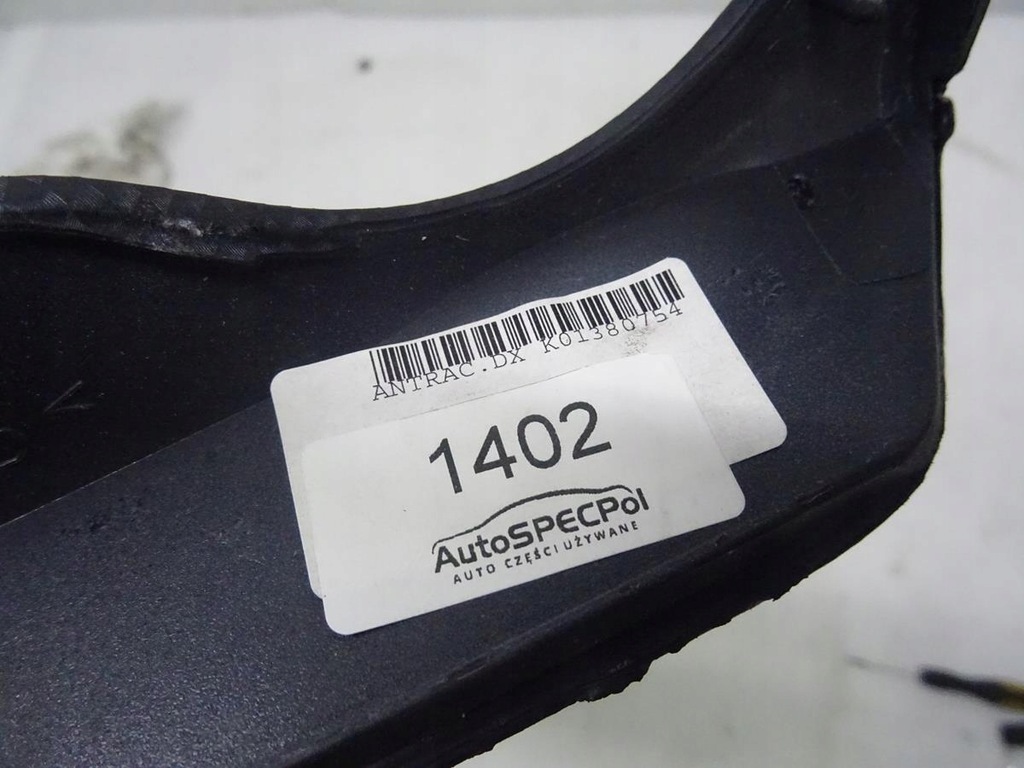 ANTRAC.DX K01380754
1402
AutoSPECPol
AUTO CZĘŚCI UŻYWANE